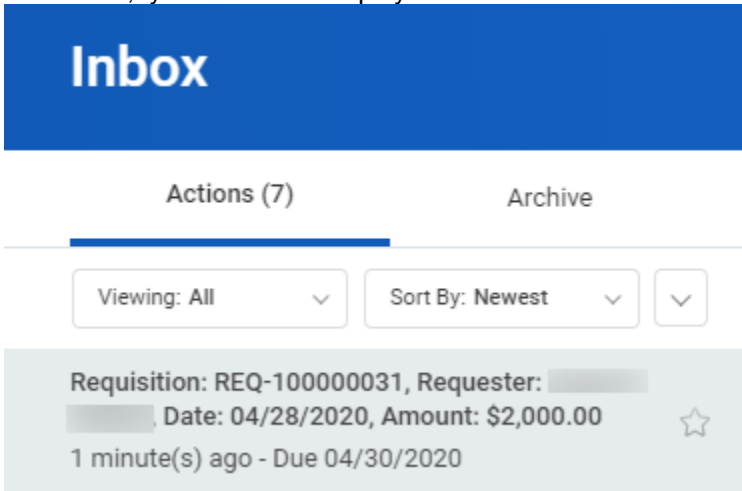 Inbox
Actions (7)
Archive
Viewing: All
Sort By: Newest
Requisition: REQ-100000031, Requester:
, Date: 04/28/2020, Amount: $2,000.00
1 minute(s) ago - Due 04/30/2020